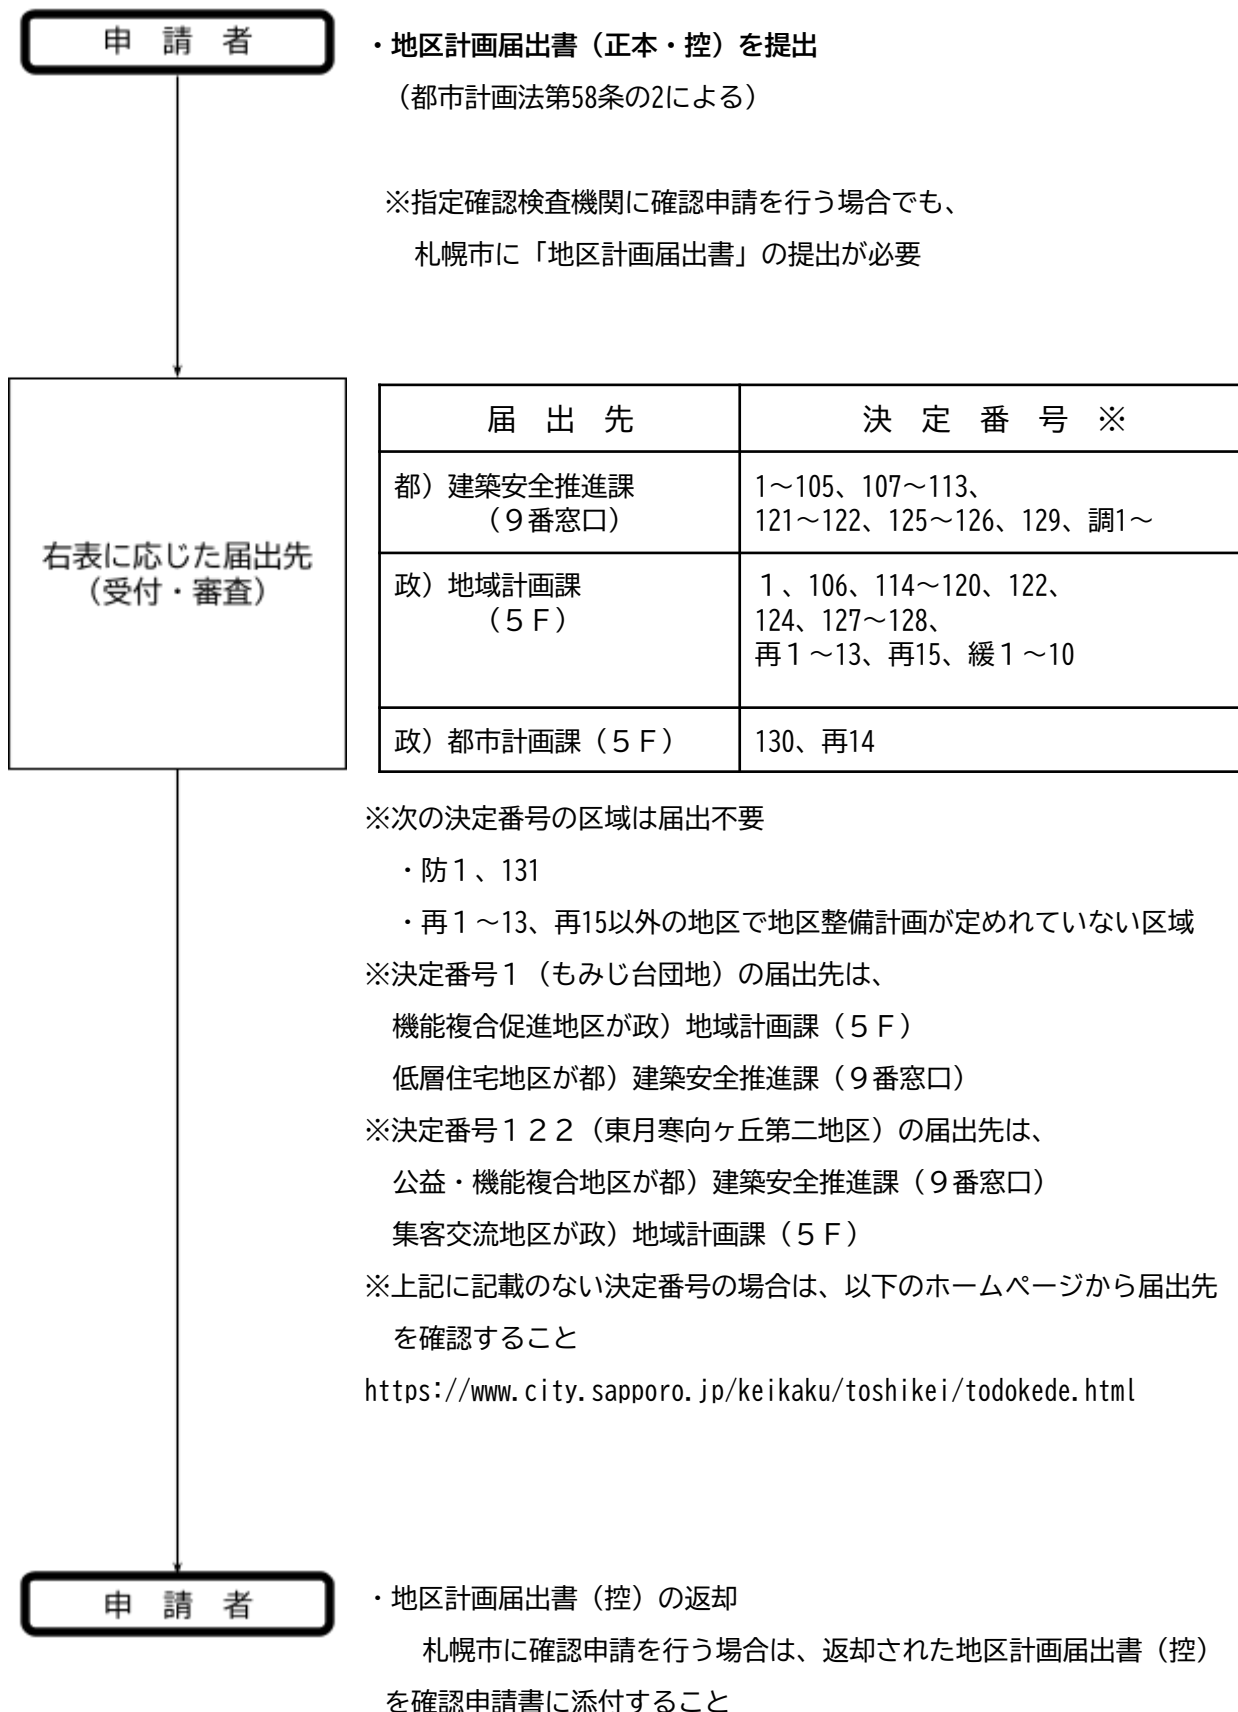 申　請　者
・地区計画届出書（正本・控）を提出
（都市計画法第58条の2による）
※指定確認検査機関に確認申請を行う場合でも、
札幌市に「地区計画届出書」の提出が必要
右表に応じた届出先
（受付・審査）
届　出　先
決　定　番　号　※
都）建築安全推進課
（９番窓口）
1～105、107～113、
121～122、125～126、129、調1～
政）地域計画課
（５Ｆ）
１、106、114～120、122、
124、127～128、
再１～13、再15、緩１～10
政）都市計画課（５Ｆ）
130、再14
※次の決定番号の区域は届出不要
・防１、131
・再１～13、再15以外の地区で地区整備計画が定めれていない区域
※決定番号１（もみじ台団地）の届出先は、
機能複合促進地区が政）地域計画課（５Ｆ）
低層住宅地区が都）建築安全推進課（９番窓口）
※決定番号１２２（東月寒向ヶ丘第二地区）の届出先は、
公益・機能複合地区が都）建築安全推進課（９番窓口）
集客交流地区が政）地域計画課（５Ｆ）
※上記に記載のない決定番号の場合は、以下のホームページから届出先
を確認すること
https://www.city.sapporo.jp/keikaku/toshikei/todokede.html
申　請　者
・地区計画届出書（控）の返却
札幌市に確認申請を行う場合は、返却された地区計画届出書（控）
を確認申請書に添付すること